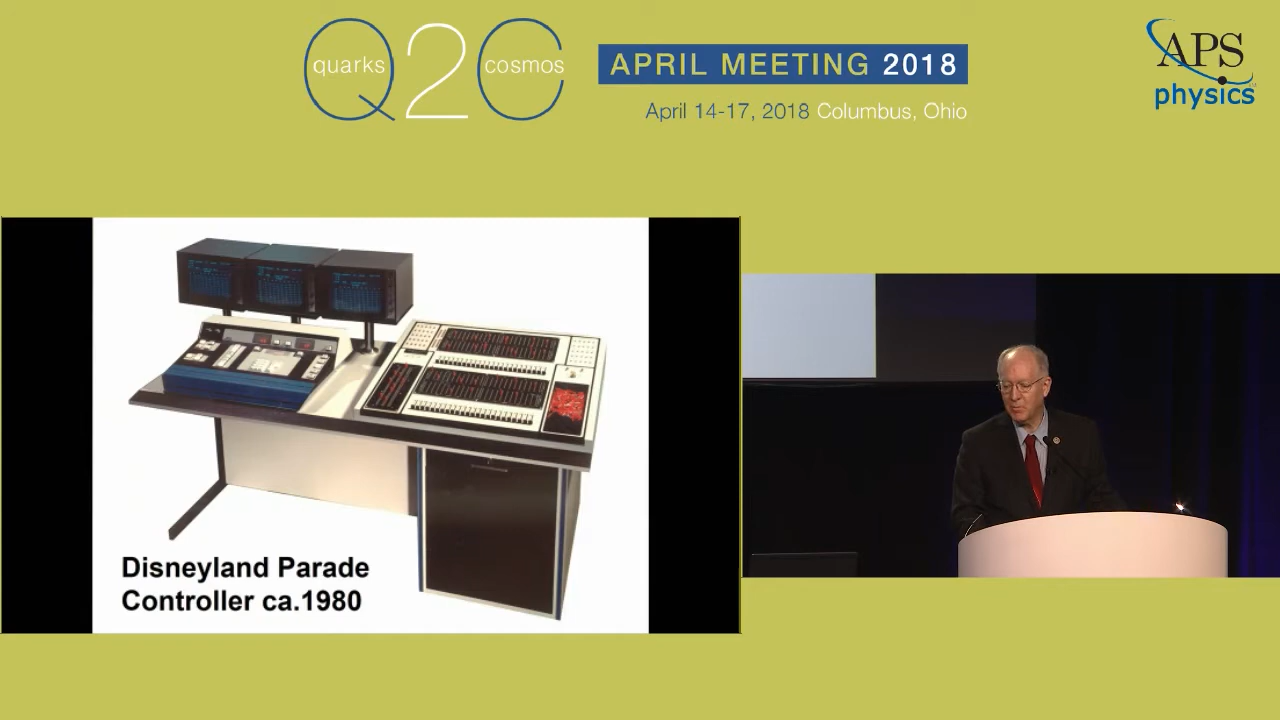 quarks 2 cosmos
Q2C
APRIL MEETING 2018
April 14-17, 2018 Columbus, Ohio
APS
physics
Disneyland Parade
Controller ca.1980